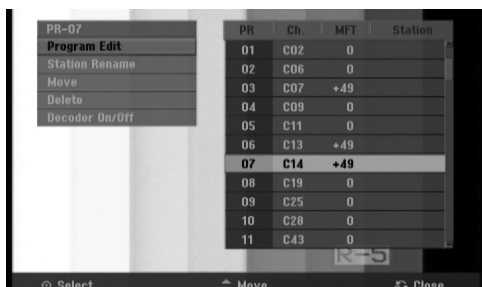 PR-07
Program Edit
Station Rename
Move
Delete
Decoder On/Off
PR Ch. MFT Station
01 C02 0
02 C06 0
03 C07 +49
04 C09 0
05 C11 0
06 C13 +49
07 C14 +49
08 C19 0
09 C25 0
10 C28 0
11 C43 0
R-5
Select Move Close